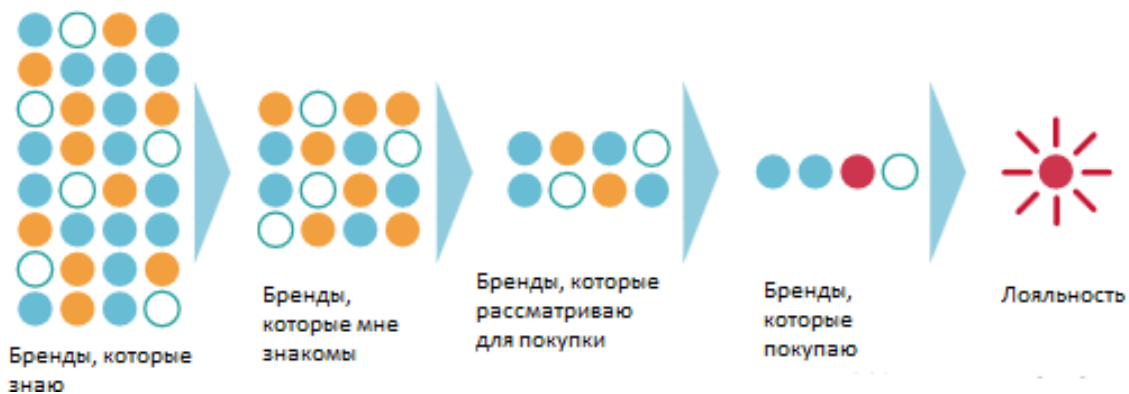 Бренды, которые
знаю
Бренды,
которые мне
знакомы
Бренды, которые
рассматриваю
для покупки
Бренды,
которые
покупаю
Лояльность